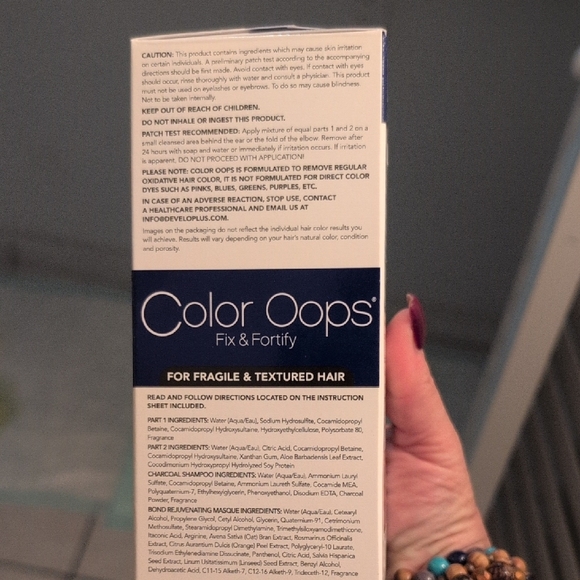 CAUTION: This product contains ingredients which may cause skin irritation
on certain individuals. A preliminary patch test according to the accompanying
directions should be first made. Avoid contact with eyes. If contact with eyes
should occur, rinse thoroughly with water and consult a physician. This product
must not be used on eyelashes or eyebrows. To do so may cause blindness.
Not to be taken internally.
KEEP OUT OF REACH OF CHILDREN.
DO NOT INHALE OR INGEST THIS PRODUCT.
PATCH TEST RECOMMENDED: Apply mixture of equal parts 1 and 2 on a
small cleansed area behind the ear or the fold of the elbow. Remove after
24 hours with soap and water or immediately if irritation occurs. If irritation
is apparent, DO NOT PROCEED WITH APPLICATION!
PLEASE NOTE: COLOR OOPS IS FORMULATED TO REMOVE REGULAR
OXIDATIVE HAIR COLOR, IT IS NOT FORMULATED FOR DIRECT COLOR
DYES SUCH AS PINKS, BLUES, GREENS, PURPLES, ETC.
IN CASE OF AN ADVERSE REACTION, STOP USE, CONTACT
A HEALTHCARE PROFESSIONAL AND EMAIL US AT
INFO@DEVELOPLUS.COM.
Images on the packaging do not reflect the individual hair color results you
will achieve. Results will vary depending on your hair's natural color, condition
and porosity.
Color Oops®
Fix & Fortify
FOR FRAGILE & TEXTURED HAIR
READ AND FOLLOW DIRECTIONS LOCATED ON THE INSTRUCTION
SHEET INCLUDED.
PART 1 INGREDIENTS: Water (Aqua/Eau), Sodium Hydrosulfite, Cocamidopropyl
Betaine, Cocamidopropyl Hydroxysultaine, Hydroxyethylcellulose, Polysorbate 80,
Fragrance
PART 2 INGREDIENTS: Water (Aqua/Eau), Citric Acid, Cocamidopropyl Betaine,
Cocamidopropyl Hydroxysultaine, Xanthan Gum, Aloe Barbadensis Leaf Extract,
Cocodimonium Hydroxypropyl Hydrolyzed Soy Protein
CHARCOAL SHAMPOO INGREDIENTS: Water (Aqua/Eau), Ammonium Lauryl
Sulfate, Cocamidopropyl Betaine, Ammonium Laureth Sulfate, Cocamide MEA,
Polyquaternium-7, Ethylhexylglycerin, Phenoxyethanol, Disodium EDTA, Charcoal
Powder, Fragrance
BOND REJUVENATING MASQUE INGREDIENTS: Water (Aqua/Eau), Cetearyl
Alcohol, Propylene Glycol, Cetyl Alcohol, Glycerin, Quaternium 91, Cetrimonium
Methosulfate, Stearamidopropyl Dimethylamine, Trimethylsiloxyamodimethicone,
Itaconic Acid, Arginine, Avena Sativa (Oat) Bran Extract, Rosmarinus Officinalis
Extract, Citrus Aurantium Dulcis (Orange) Peel Extract, Polyglyceryl-10 Laurate,
Trisodium Ethylenediamine Disuccinate, Panthenol, Citric Acid, Salvia Hispanica
Seed Extract, Linum Usitatissimum (Linseed) Seed Extract, Benzyl Alcohol,
Dehydroacetic Acid, C11-15 Alketh-7, C12-16 Alketh-9, Trideceth-12, Fragrance